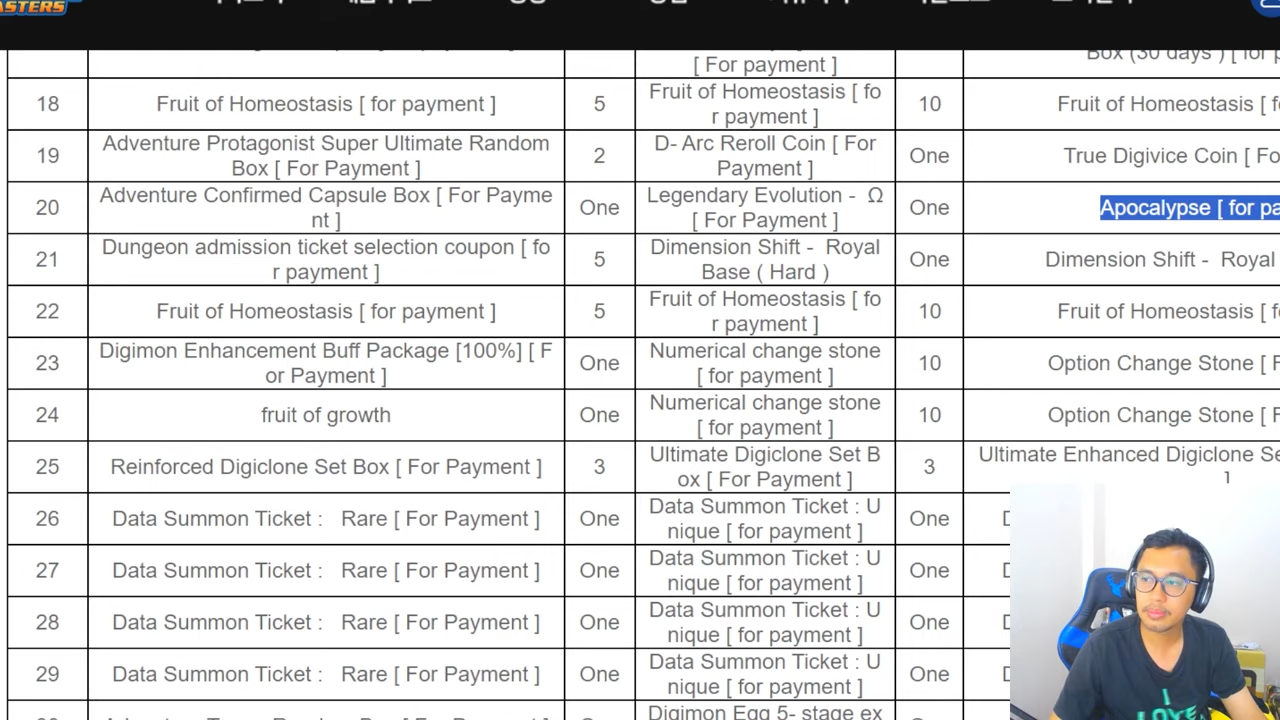 [ For payment ]
18
Fruit of Homeostasis [ for payment ]
5
Fruit of Homeostasis [ fo
r payment ]
10
Fruit of Homeostasis [
19
Adventure Protagonist Super Ultimate Random
Box [ For Payment ]
2
D- Arc Reroll Coin [ For
Payment ]
One
True Digivice Coin [ Fo
20
Adventure Confirmed Capsule Box [ For Payme
nt ]
One
Legendary Evolution - Ω
[ For Payment ]
One
Apocalypse [ for pa
21
Dungeon admission ticket selection coupon [ fo
r payment ]
5
Dimension Shift - Royal
Base ( Hard )
One
Dimension Shift - Royal
22
Fruit of Homeostasis [ for payment ]
5
Fruit of Homeostasis [ fo
r payment ]
10
Fruit of Homeostasis [
23
Digimon Enhancement Buff Package [100%] [ F
or Payment ]
One
Numerical change stone
[ for payment ]
10
Option Change Stone [
24
fruit of growth
One
Numerical change stone
[ for payment ]
10
Option Change Stone [
25
Reinforced Digiclone Set Box [ For Payment ]
3
Ultimate Digiclone Set B
ox [ For Payment ]
3
Ultimate Enhanced Digiclone Se
]
26
Data Summon Ticket : Rare [ For Payment ]
One
Data Summon Ticket : U
nique [ for payment ]
One
27
Data Summon Ticket : Rare [ For Payment ]
One
Data Summon Ticket : U
nique [ for payment ]
One
28
Data Summon Ticket : Rare [ For Payment ]
One
Data Summon Ticket : U
nique [ for payment ]
One
29
Data Summon Ticket : Rare [ For Payment ]
One
Data Summon Ticket : U
nique [ for payment ]
One
Digimon Egg 5- stage ex
I
LOVE